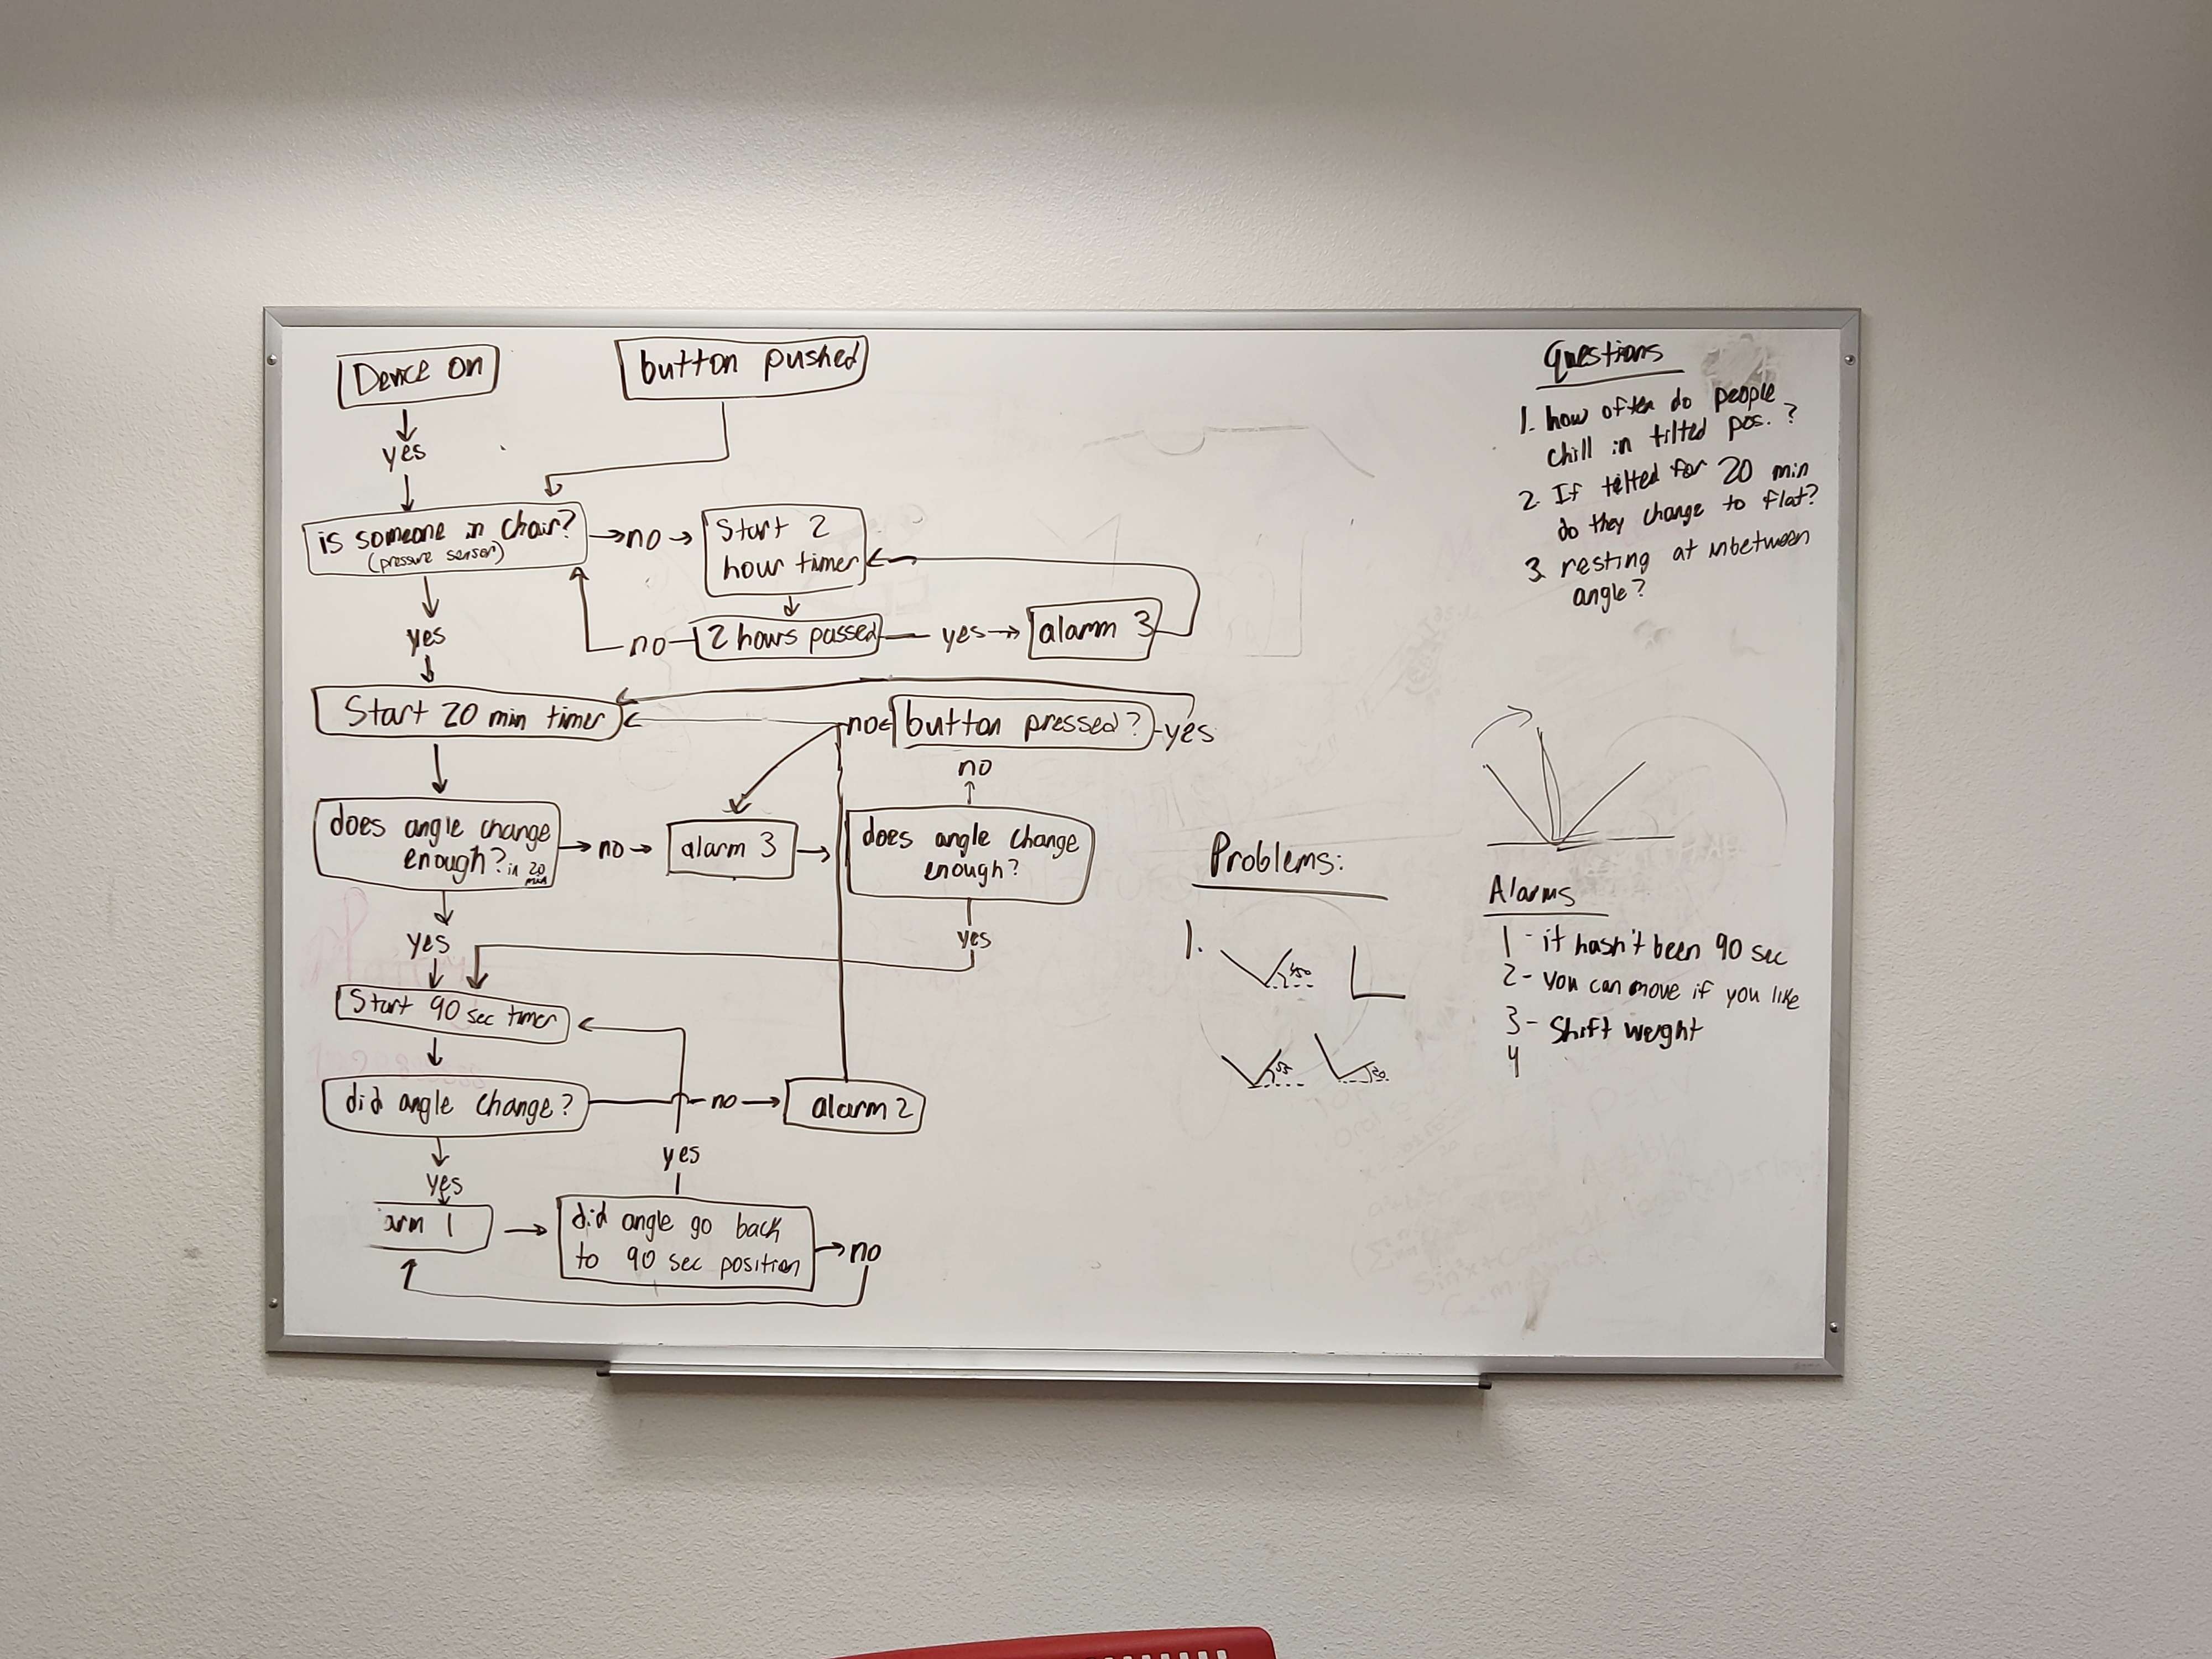 Device on
button pushed
yes
is someone in chair?
(pressure sensor)
no
Start 2
hour timer
no
2 hours passed
yes
alarm 3
yes
Start 20 min timer
no
button pressed?
yes
no
does angle change
enough? in 20
min
no
alarm 3
does angle change
enough?
yes
yes
Start 90 sec timer
did angle change?
no
alarm 2
yes
yes
arm 1
did angle go back
to 90 sec position
no
Questions
1. how often do people
chill in tilted pos.?
2. If tilted for 20 min
do they change to flat?
3. resting at inbetween
angle?
Problems:
1.
Alarms
1 - it hasn't been 90 sec
2 - you can move if you like
3 - Shift weight
4